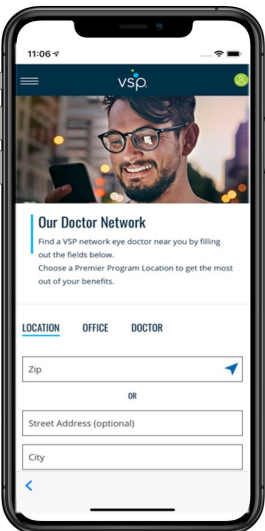 11:06
vsp.
Our Doctor Network
Find a VSP network eye doctor near you by filling
out the fields below.
Choose a Premier Program Location to get the most
out of your benefits.
LOCATION OFFICE DOCTOR
Zip
OR
Street Address (optional)
City